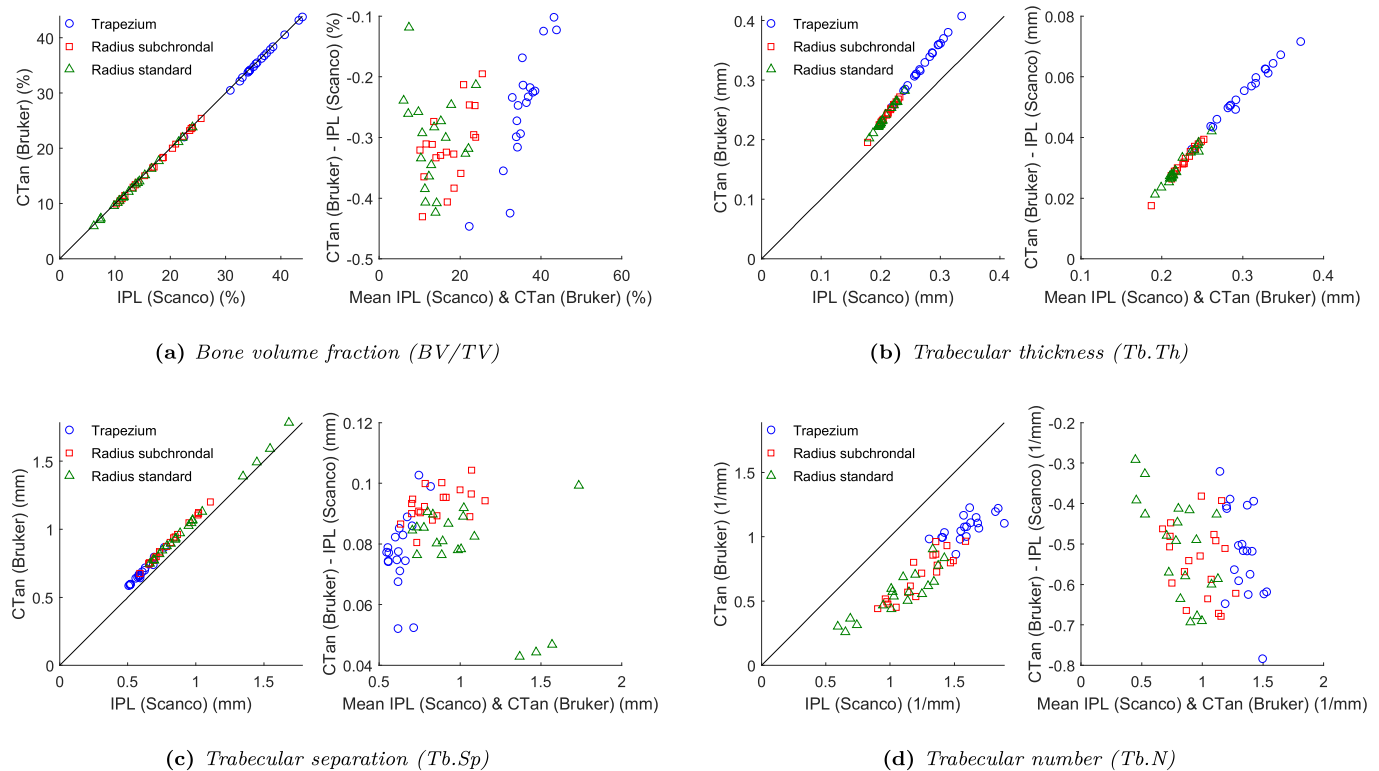 Trapezium
Radius subchrondal
Radius standard
CTan (Bruker) (%)
40
30
20
10
0
0
10
20
30
40
IPL (Scanco) (%)
CTan (Bruker) - IPL (Scanco) (%)
-0.1
-0.2
-0.3
-0.4
-0.5
0
20
40
60
Mean IPL (Scanco) & CTan (Bruker) (%)
(a) Bone volume fraction (BV/TV)
Trapezium
Radius subchrondal
Radius standard
CTan (Bruker) (mm)
0.4
0.3
0.2
0.1
0
0
0.1
0.2
0.3
0.4
IPL (Scanco) (mm)
CTan (Bruker) - IPL (Scanco) (mm)
0.08
0.06
0.04
0.02
0
0.1
0.2
0.3
0.4
Mean IPL (Scanco) & CTan (Bruker) (mm)
(b) Trabecular thickness (Tb.Th)
Trapezium
Radius subchrondal
Radius standard
CTan (Bruker) (mm)
1.5
1
0.5
0
0
0.5
1
1.5
IPL (Scanco) (mm)
CTan (Bruker) - IPL (Scanco) (mm)
0.12
0.1
0.08
0.06
0.04
0.5
1
1.5
2
Mean IPL (Scanco) & CTan (Bruker) (mm)
(c) Trabecular separation (Tb.Sp)
Trapezium
Radius subchrondal
Radius standard
CTan (Bruker) (1/mm)
1.5
1
0.5
0
0
0.5
1
1.5
IPL (Scanco) (1/mm)
CTan (Bruker) - IPL (Scanco) (1/mm)
-0.2
-0.3
-0.4
-0.5
-0.6
-0.7
-0.8
0
0.5
1
1.5
2
Mean IPL (Scanco) & CTan (Bruker) (1/mm)
(d) Trabecular number (Tb.N)